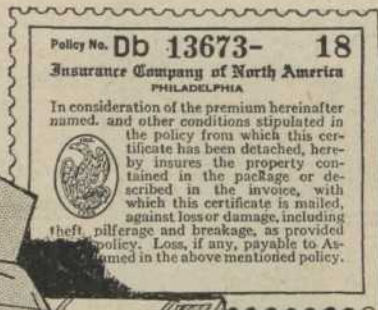 Policy No. Db 13673- 18
Insurance Company of North America
PHILADELPHIA
In consideration of the premium hereinafter
named. and other conditions stipulated in
the policy from which this cer-
tificate has been detached, here-
by insures the property con-
tained in the package or de-
scribed in the invoice, with
which this certificate is mailed,
against loss or damage, including
theft, pilferage and breakage, as provided
policy. Loss, if any, payable to As-
in the above mentioned policy.